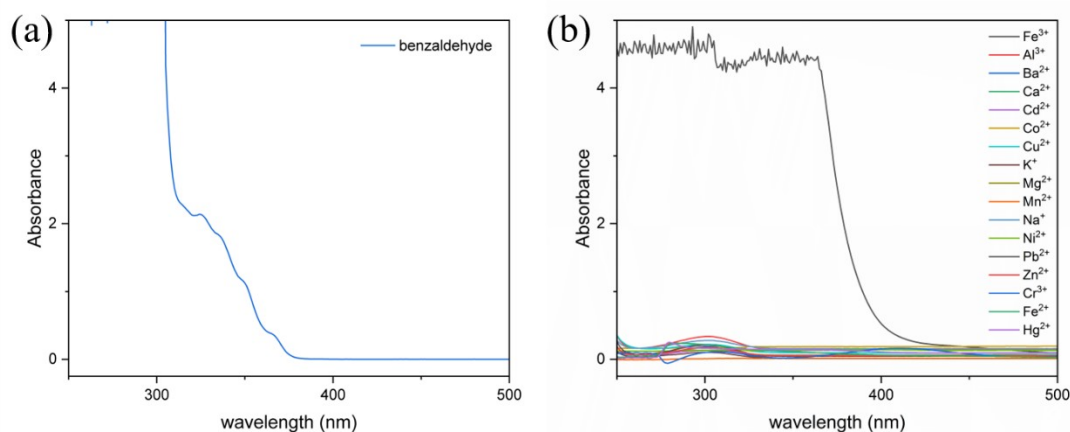 (a)
benzaldehyde
Absorbance
4
2
0
300
400
500
wavelength (nm)
(b)
Fe³⁺
Al³⁺
Ba²⁺
Ca²⁺
Cd²⁺
Co²⁺
Cu²⁺
K⁺
Mg²⁺
Mn²⁺
Na⁺
Ni²⁺
Pb²⁺
Zn²⁺
Cr³⁺
Fe²⁺
Hg²⁺
Absorbance
4
2
0
300
400
500
wavelength (nm)